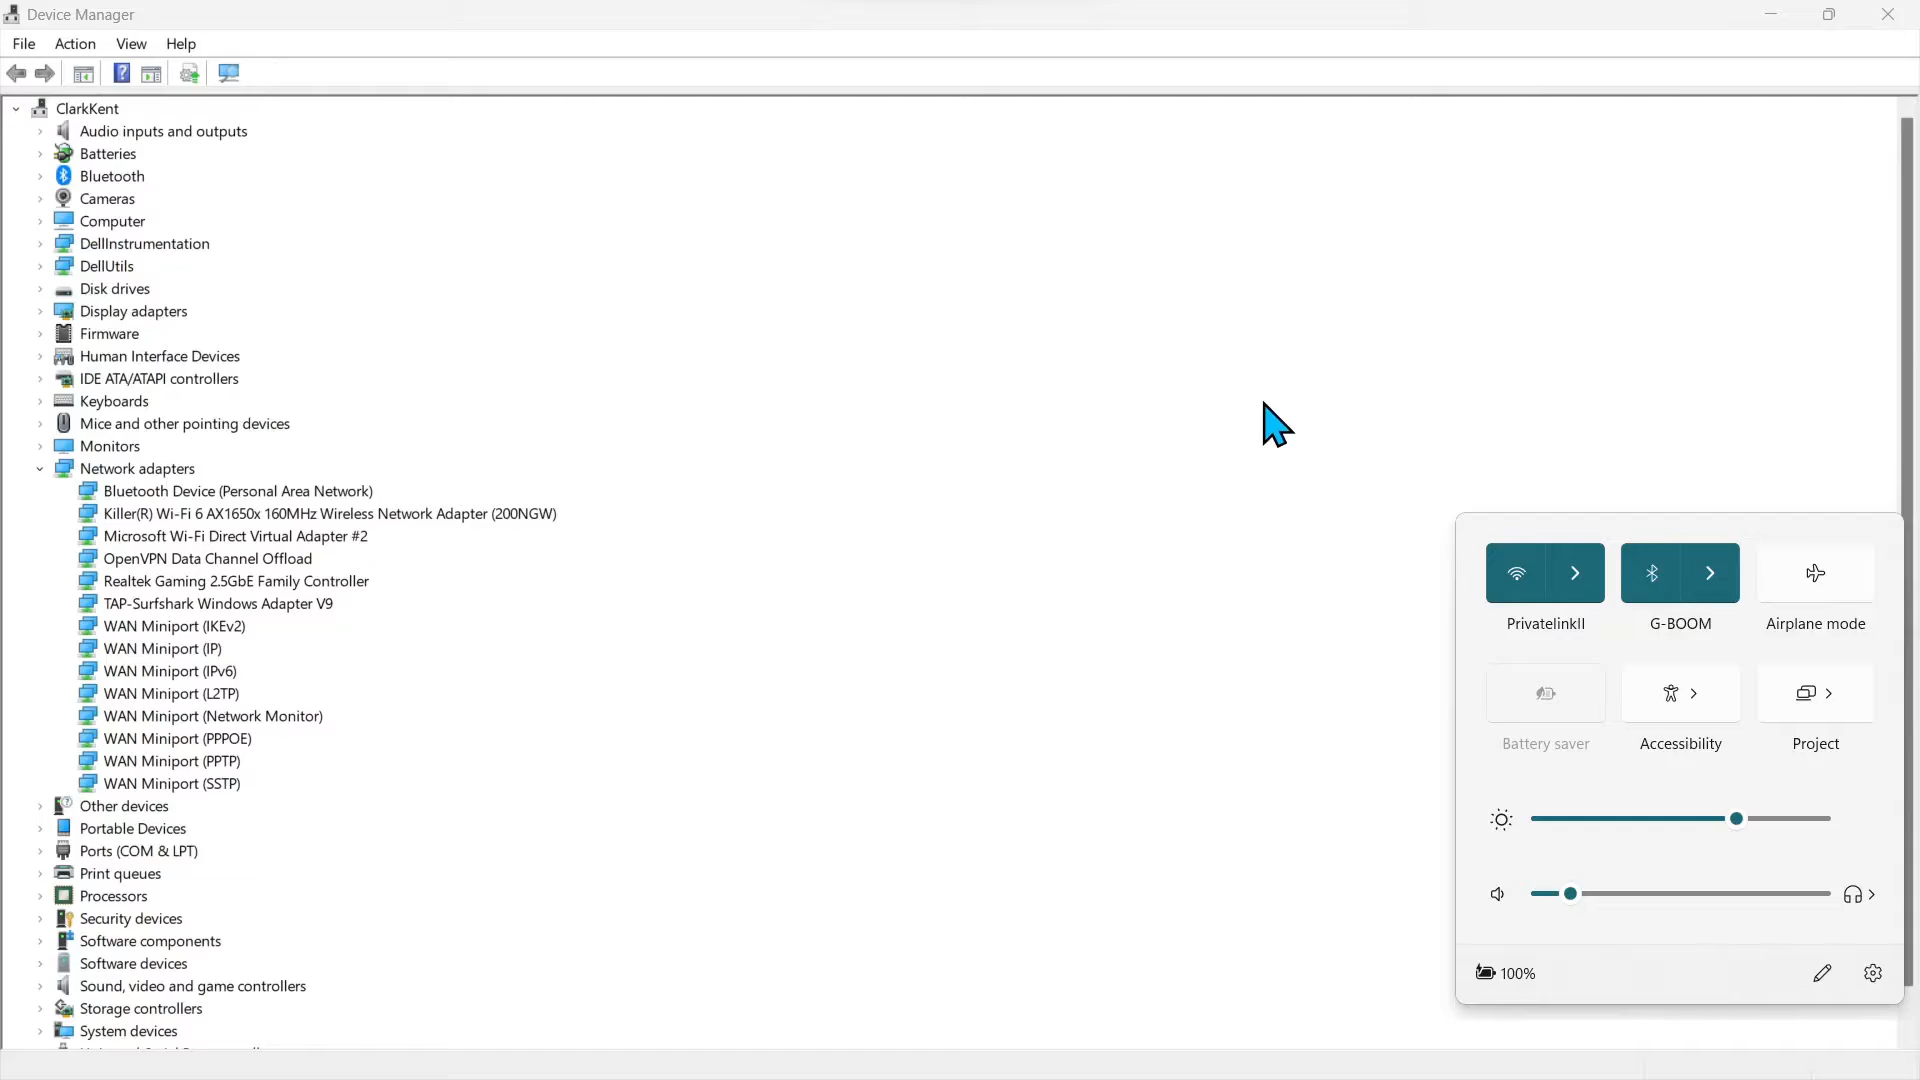 Device Manager
File Action View Help
ClarkKent
Audio inputs and outputs
Batteries
Bluetooth
Cameras
Computer
DellInstrumentation
DellUtils
Disk drives
Display adapters
Firmware
Human Interface Devices
IDE ATA/ATAPI controllers
Keyboards
Mice and other pointing devices
Monitors
Network adapters
Bluetooth Device (Personal Area Network)
Killer(R) Wi-Fi 6 AX1650x 160MHz Wireless Network Adapter (200NGW)
Microsoft Wi-Fi Direct Virtual Adapter #2
OpenVPN Data Channel Offload
Realtek Gaming 2.5GbE Family Controller
TAP-Surfshark Windows Adapter V9
WAN Miniport (IKEv2)
WAN Miniport (IP)
WAN Miniport (IPv6)
WAN Miniport (L2TP)
WAN Miniport (Network Monitor)
WAN Miniport (PPPOE)
WAN Miniport (PPTP)
WAN Miniport (SSTP)
Other devices
Portable Devices
Ports (COM & LPT)
Print queues
Processors
Security devices
Software components
Software devices
Sound, video and game controllers
Storage controllers
System devices
PrivatelinkII G-BOOM Airplane mode
Battery saver Accessibility Project
100%